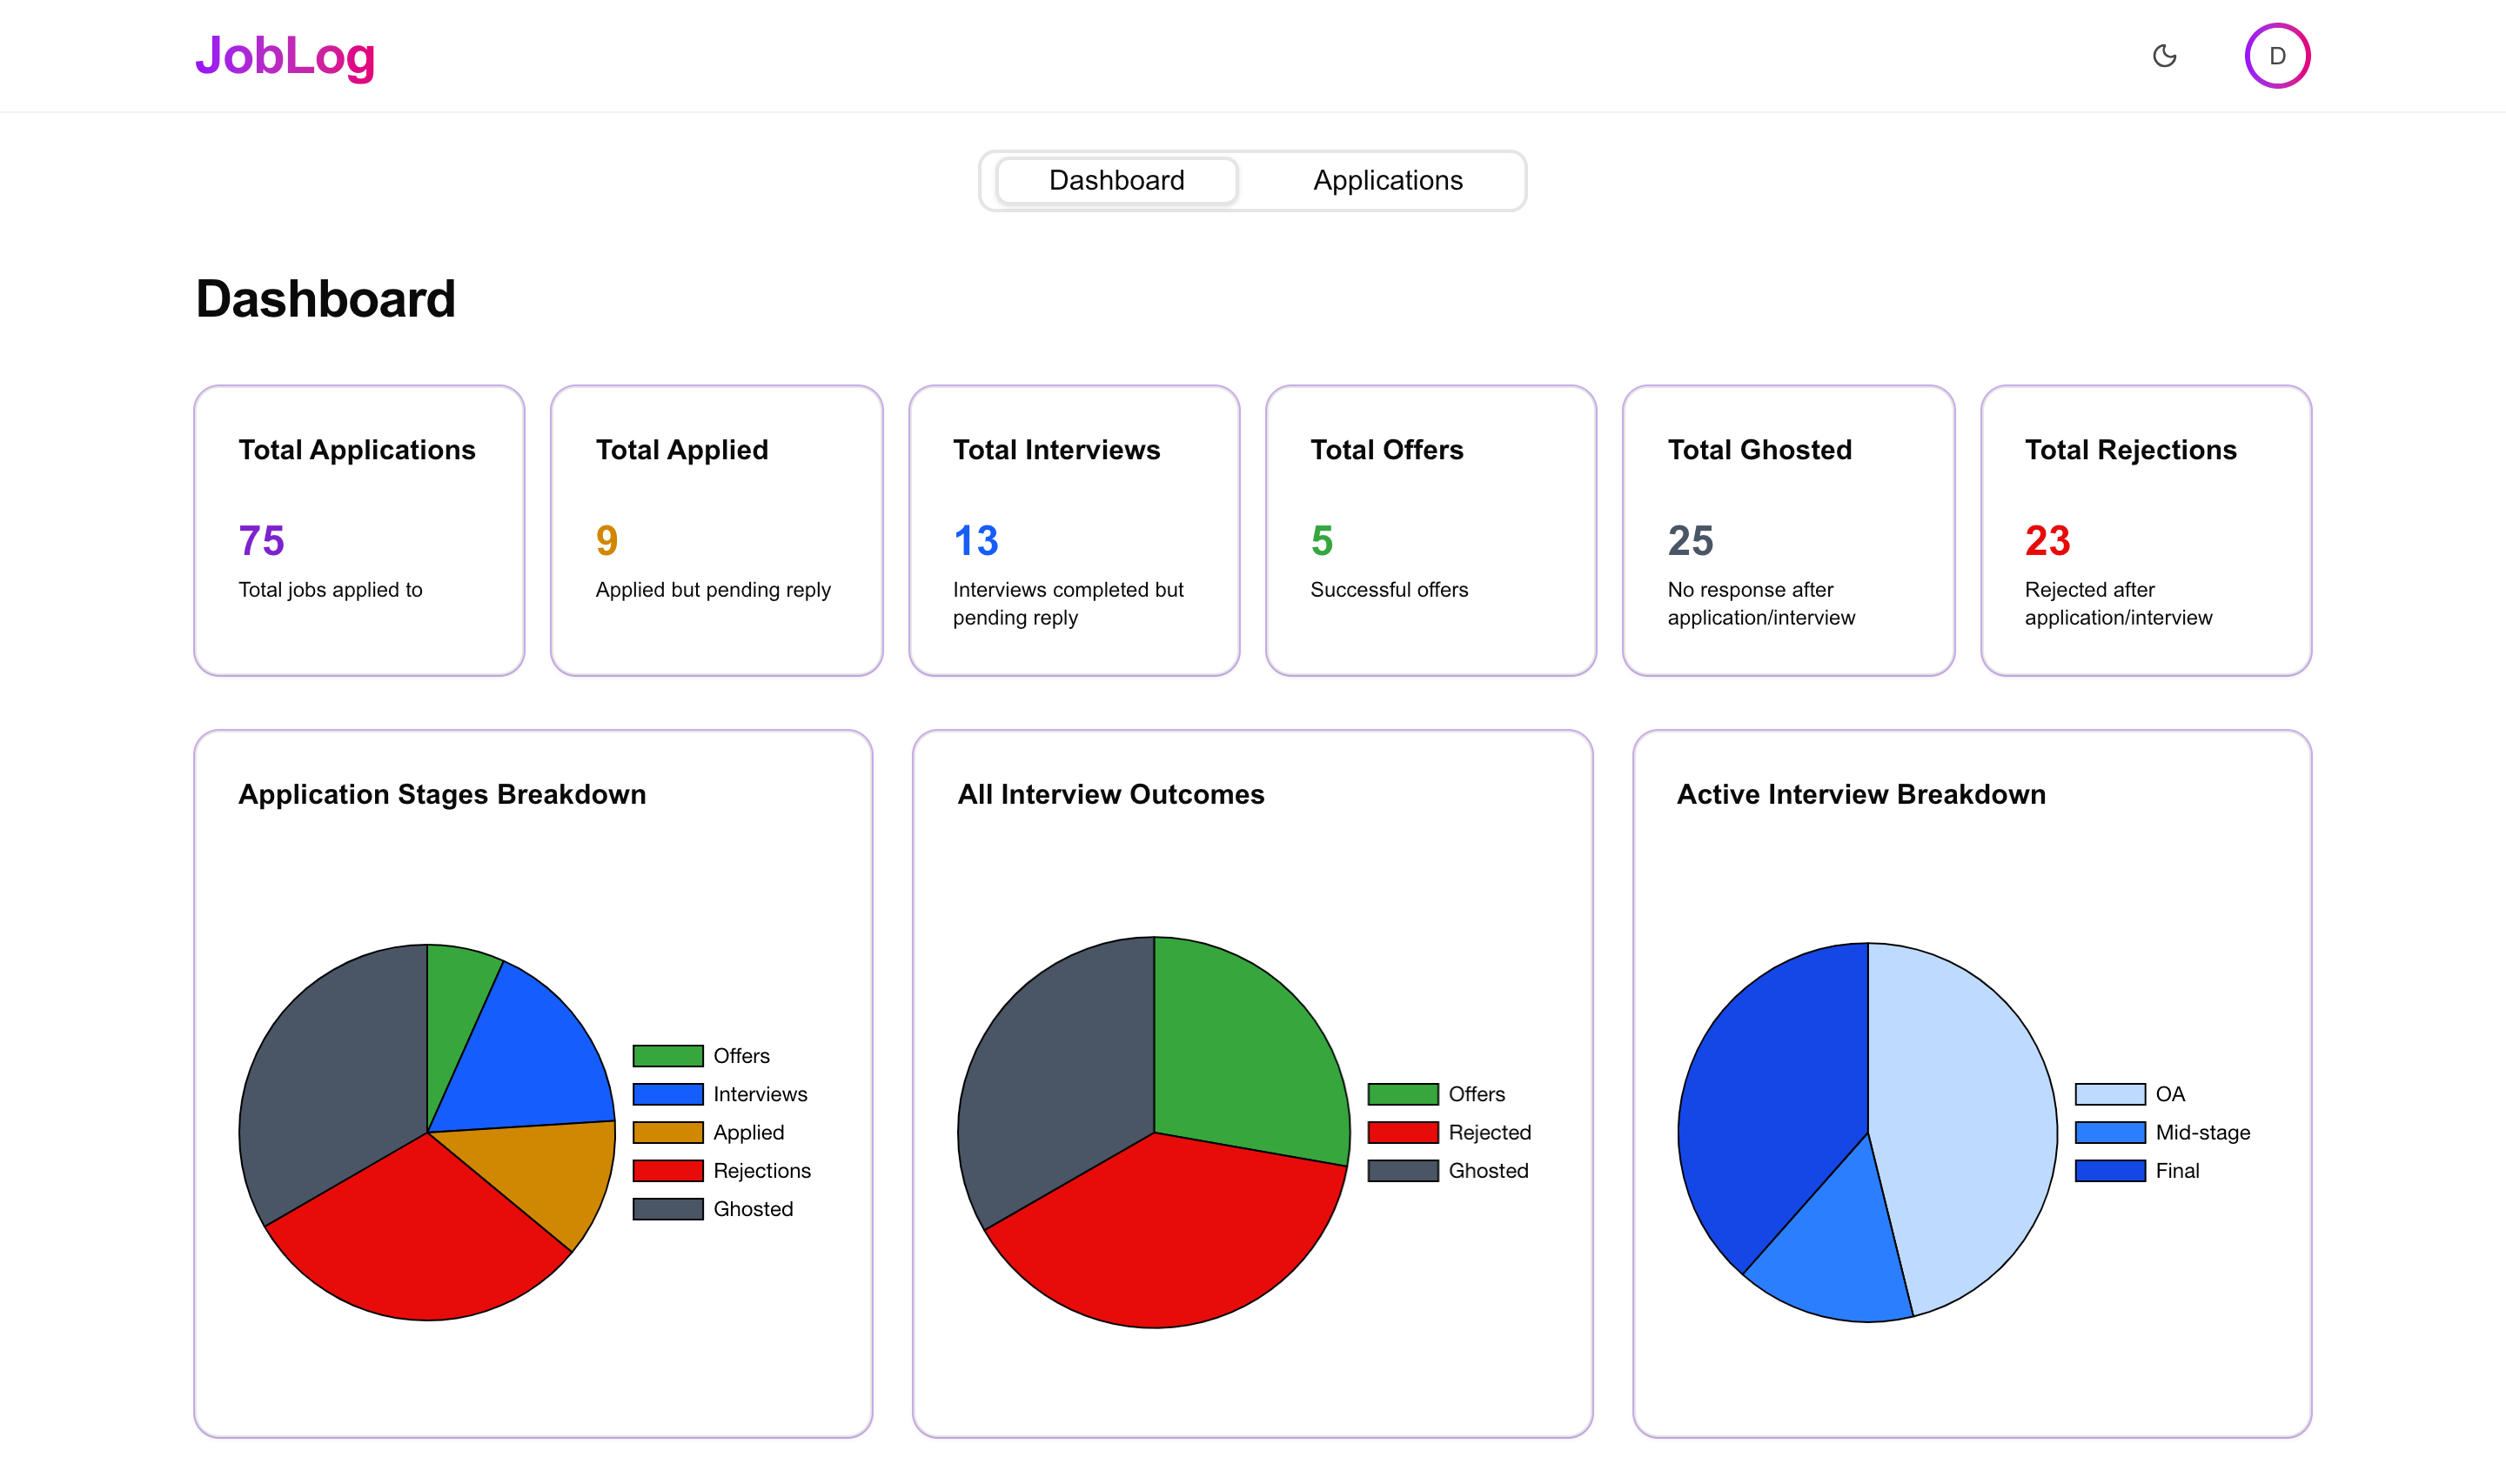 JobLog
D
Dashboard
Applications
Dashboard
Total Applications
75
Total jobs applied to
Total Applied
9
Applied but pending reply
Total Interviews
13
Interviews completed but
pending reply
Total Offers
5
Successful offers
Total Ghosted
25
No response after
application/interview
Total Rejections
23
Rejected after
application/interview
Application Stages Breakdown
Offers
Interviews
Applied
Rejections
Ghosted
All Interview Outcomes
Offers
Rejected
Ghosted
Active Interview Breakdown
OA
Mid-stage
Final